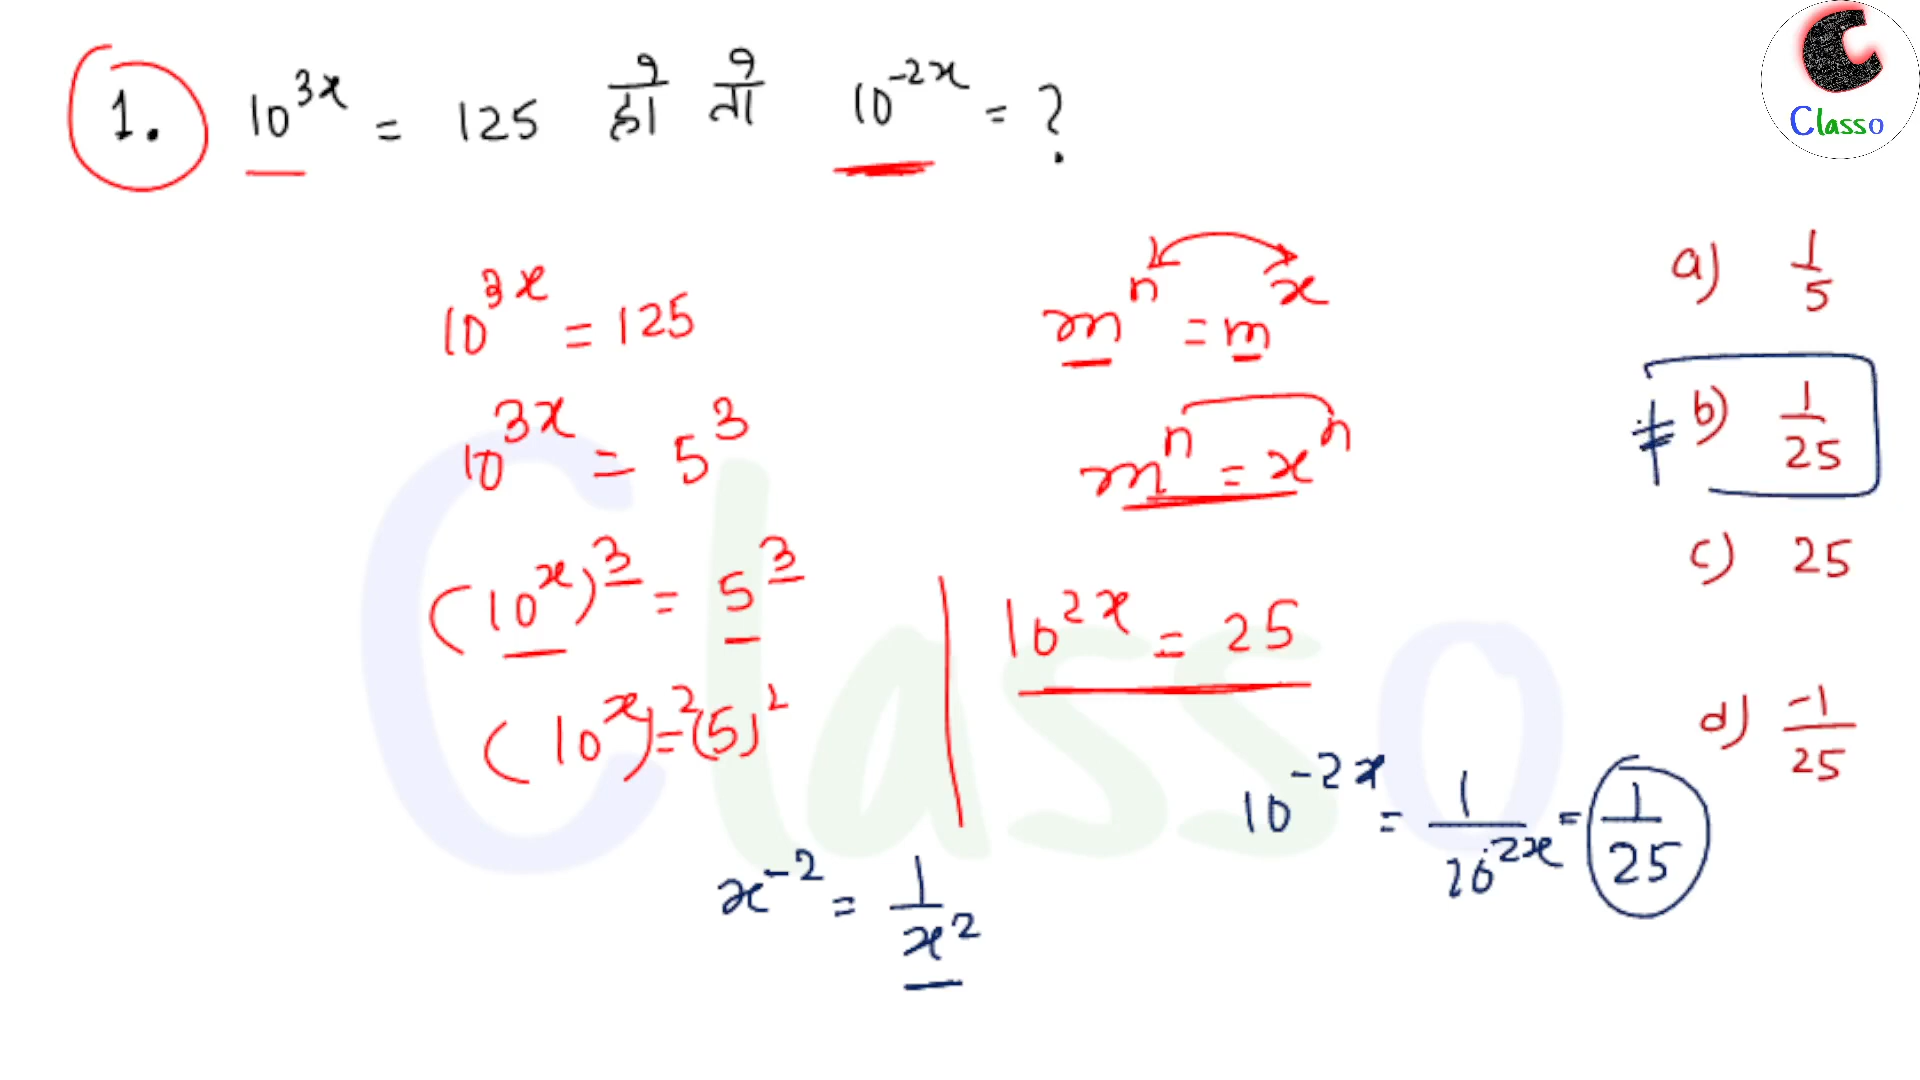 1. 10^{3x} = 125 हो तो 10^{-2x} = ?
Classo
10^{3x} = 125
10^{3x} = 5^3
(10^x)^3 = 5^3
(10^x)^2 = (5)^2
m^n = m^x
m^n = x^n
10^{2x} = 25
x^{-2} = 1/x^2
10^{-2x} = 1/10^{2x} = 1/25
a) 1/5
b) 1/25
c) 25
d) -1/25
Classo